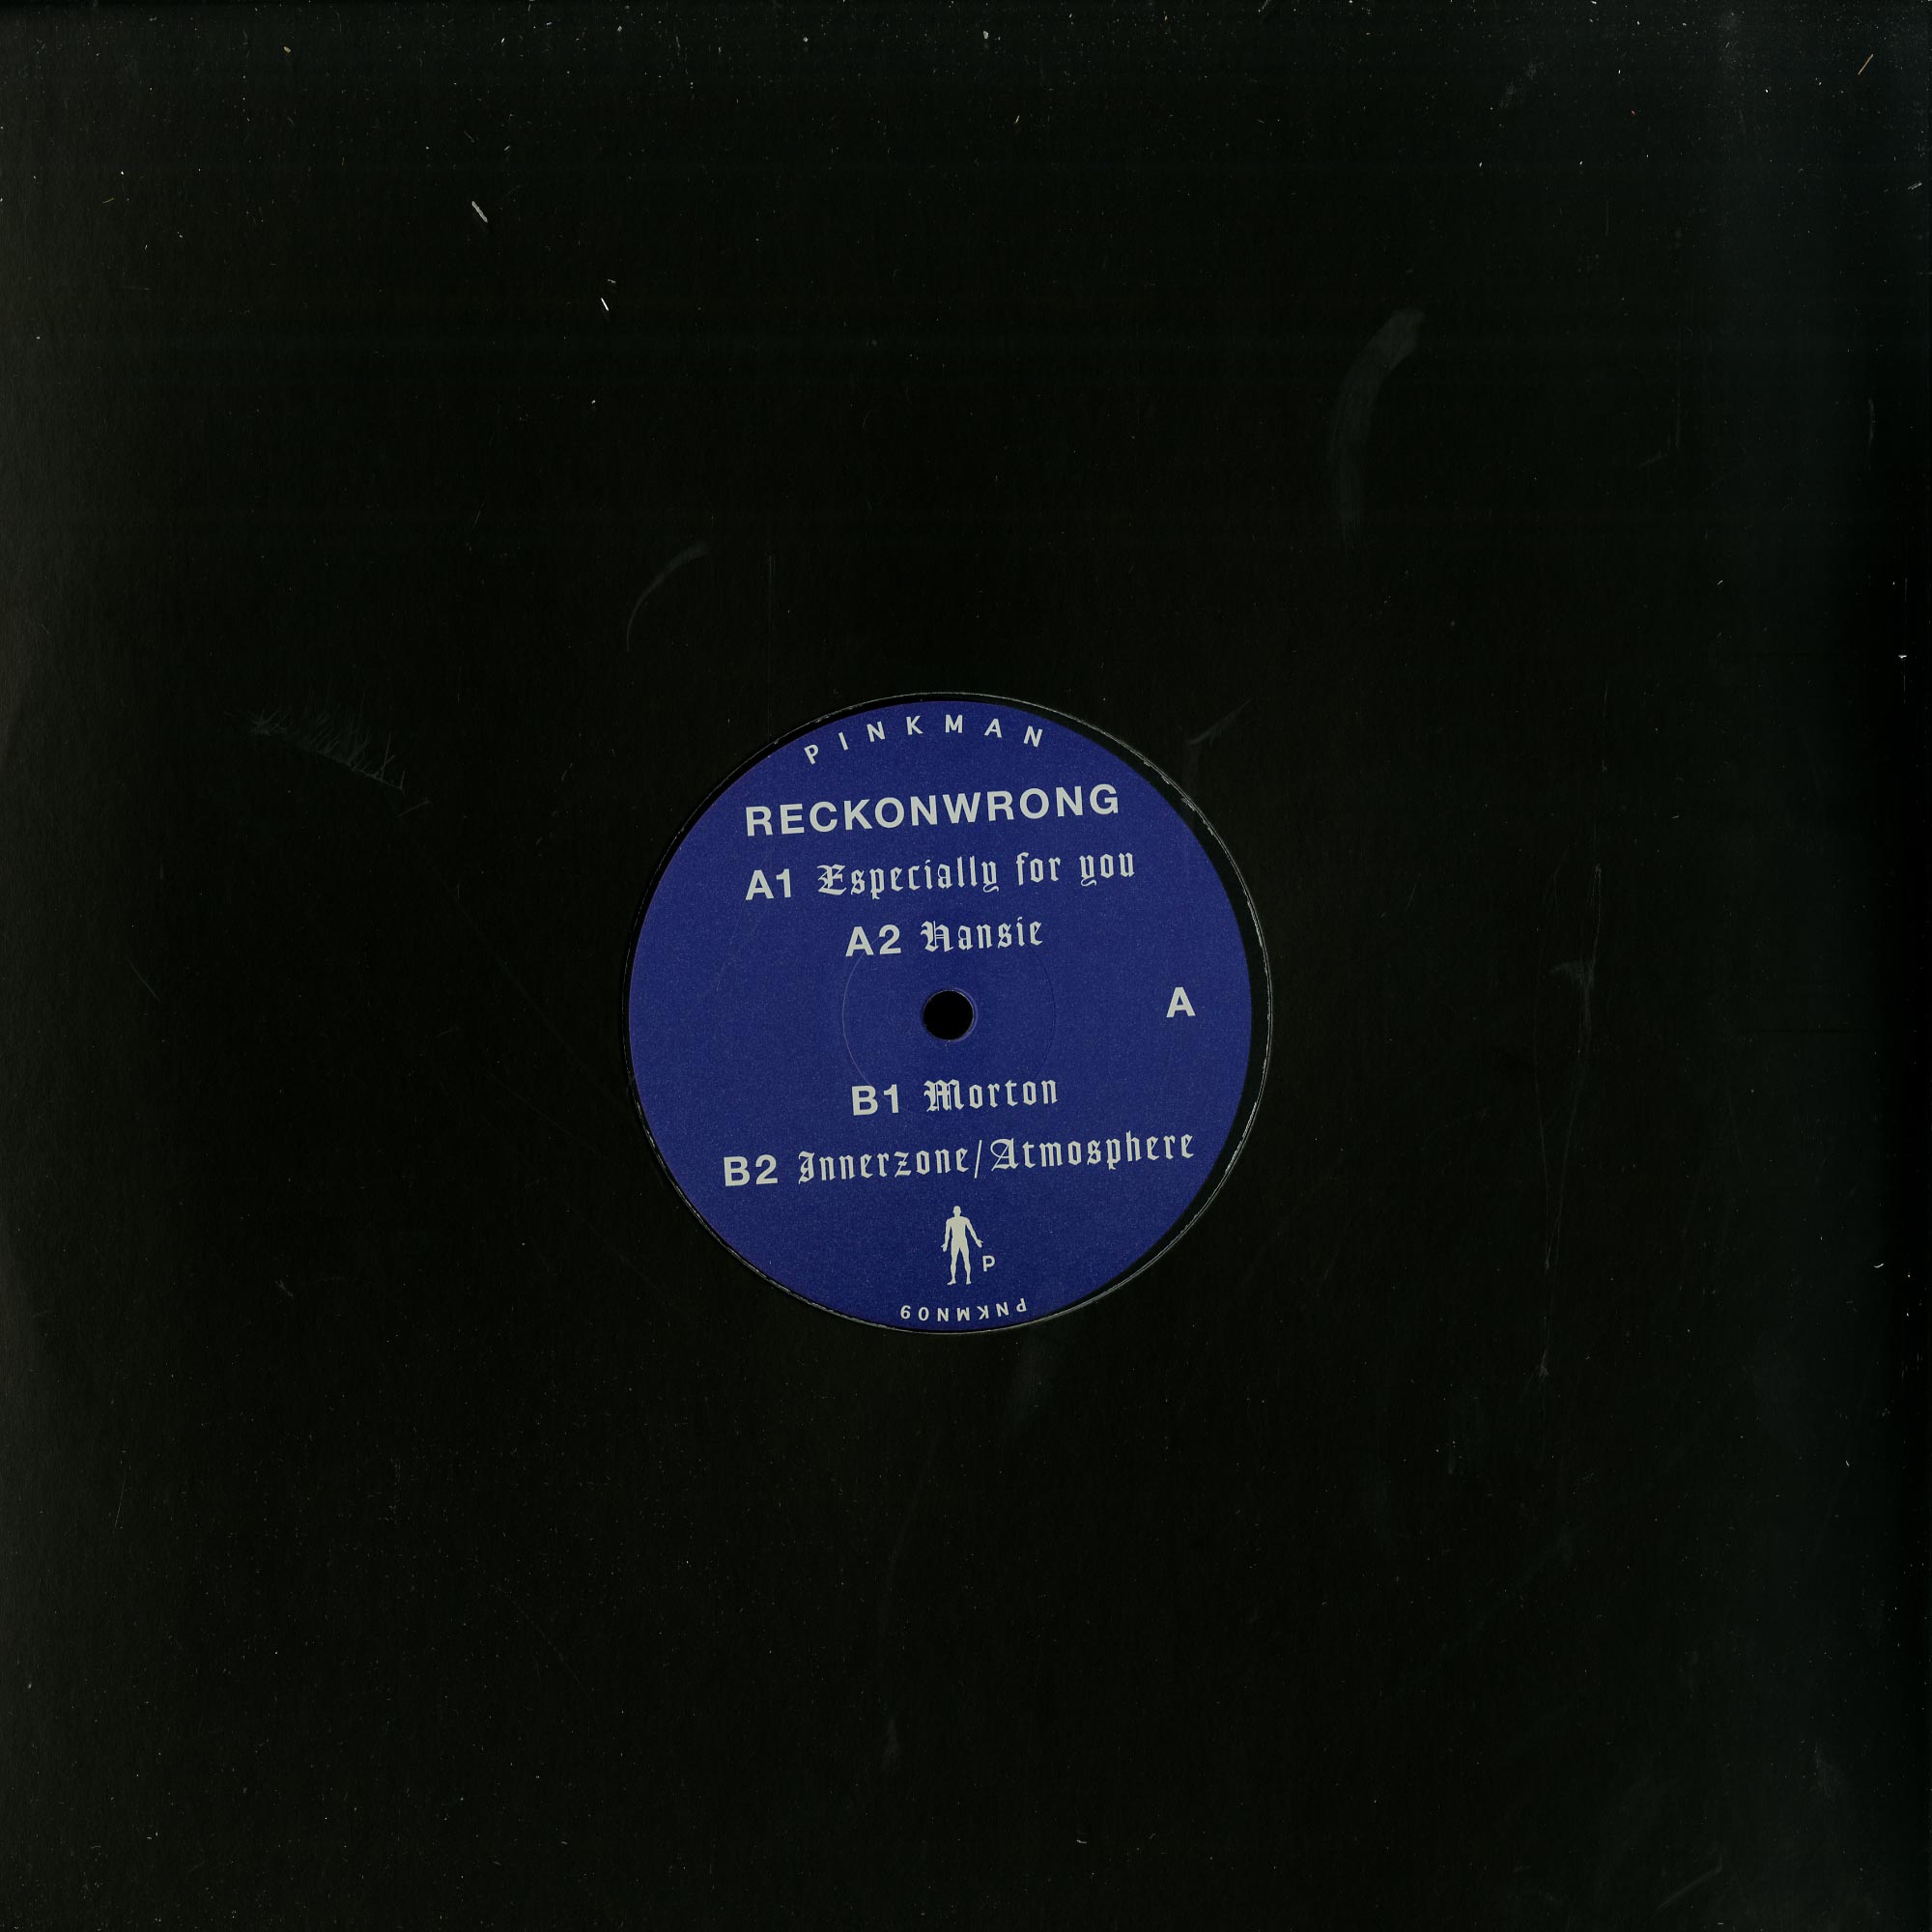 PINKMAN
RECKONWRONG
A1 Especially for you
A2 Hansie
A
B1 Morton
B2 Innerzone/Atmosphere
P
PNKMN09